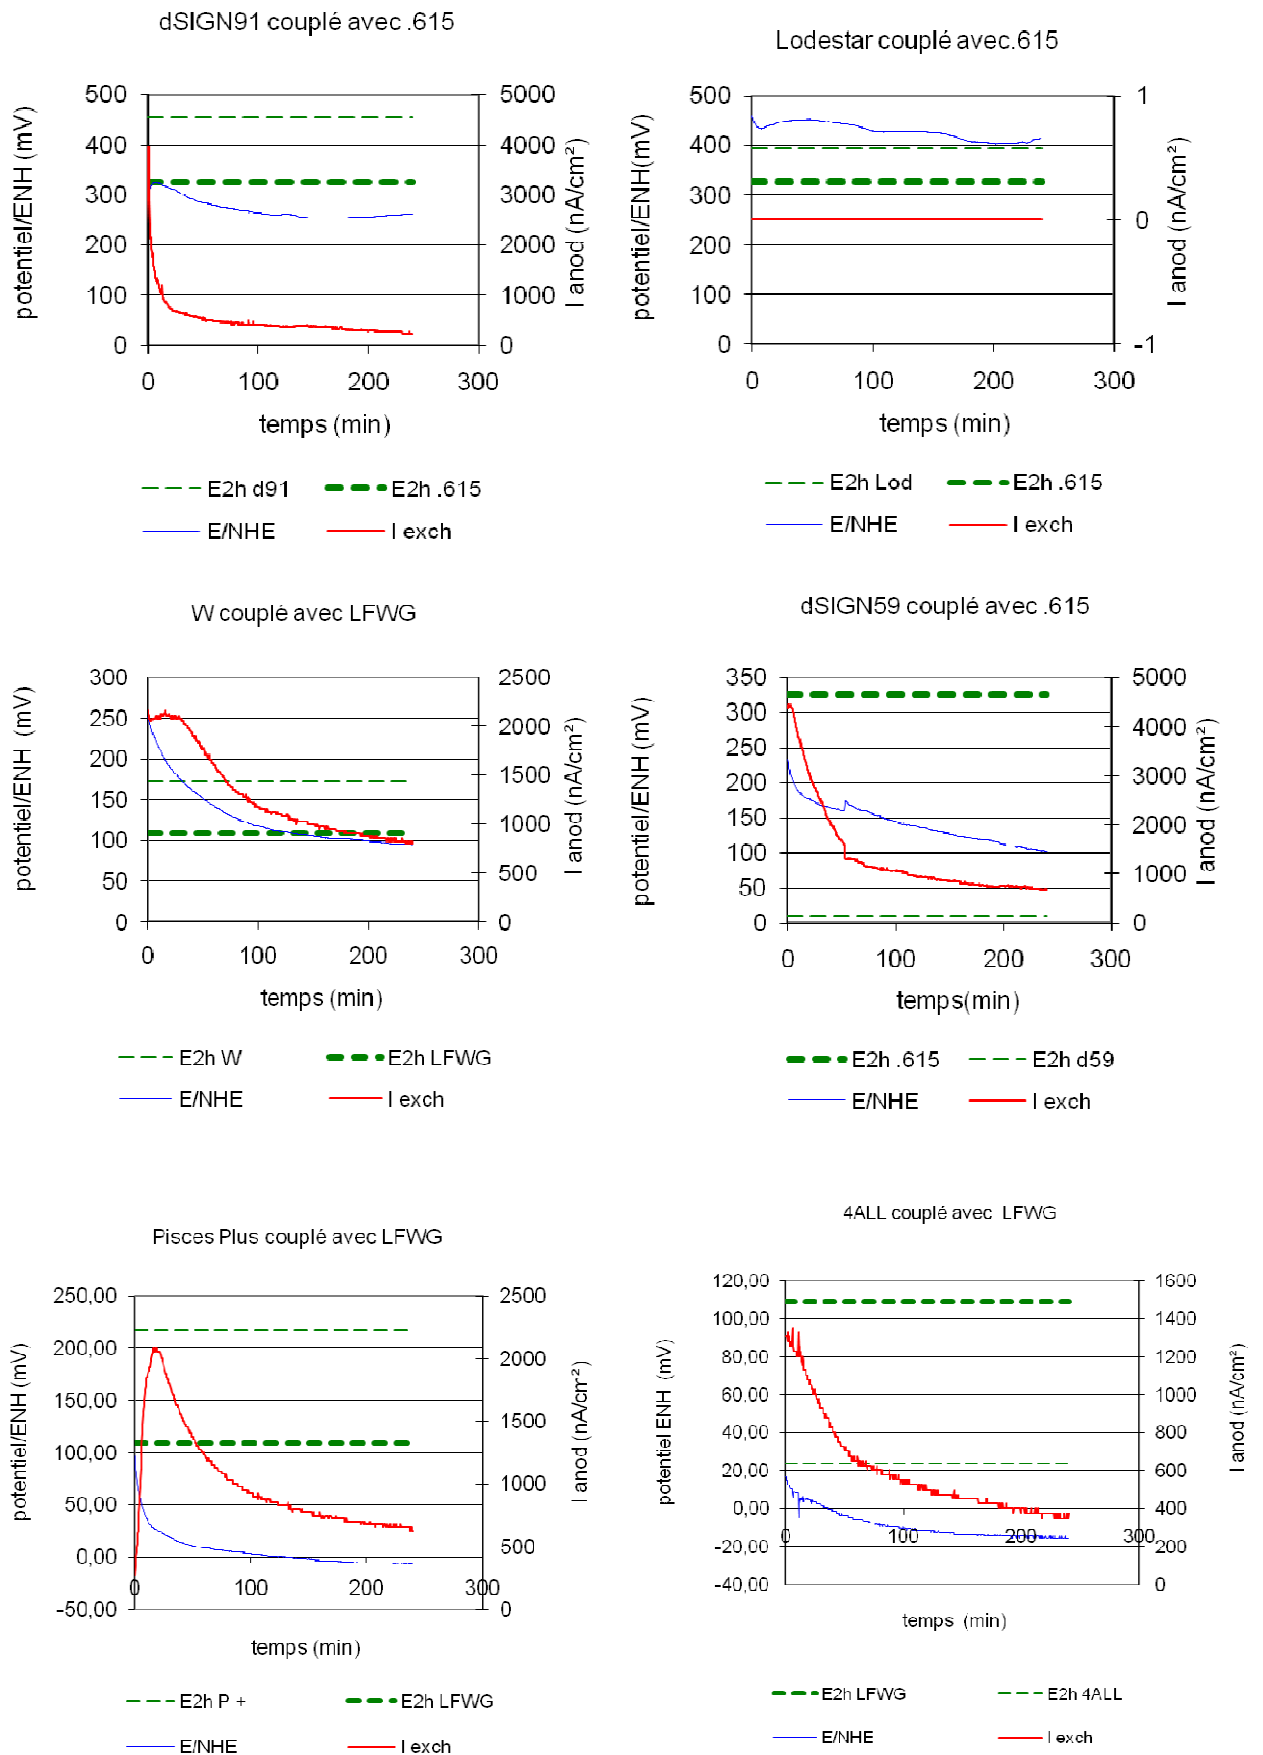 dSIGN91 couplé avec .615
potentiel/ENH (mV)
500
400
300
200
100
0
5000
4000
3000
2000
1000
0
I anod (nA/cm²)
0 100 200 300
temps (min)
E2h d91 E2h .615
E/NHE I exch
Lodestar couplé avec.615
potentiel/ENH(mV)
500
400
300
200
100
0
1
0
-1
I anod (nA/cm²)
0 100 200 300
temps (min)
E2h Lod E2h .615
E/NHE I exch
W couplé avec LFWG
potentiel/ENH (mV)
300
250
200
150
100
50
0
2500
2000
1500
1000
500
0
I anod (nA/cm²)
0 100 200 300
temps (min)
E2h W E2h LFWG
E/NHE I exch
dSIGN59 couplé avec .615
potentiel/ENH (mV)
350
300
250
200
150
100
50
0
5000
4000
3000
2000
1000
0
I anod (nA/cm²)
0 100 200 300
temps(min)
E2h .615 E2h d59
E/NHE I exch
Pisces Plus couplé avec LFWG
potentiel/ENH (mV)
250,00
200,00
150,00
100,00
50,00
0,00
-50,00
2500
2000
1500
1000
500
0
I anod (nA/cm²)
0 100 200 300
temps (min)
E2h P + E2h LFWG
E/NHE I exch
4ALL couplé avec LFWG
potentiel ENH (mV)
120,00
100,00
80,00
60,00
40,00
20,00
0,00
-20,00
-40,00
1600
1400
1200
1000
800
600
400
200
0
I anod (nA/cm²)
0 100 200 300
temps (min)
E2h LFWG E2h 4ALL
E/NHE I exch